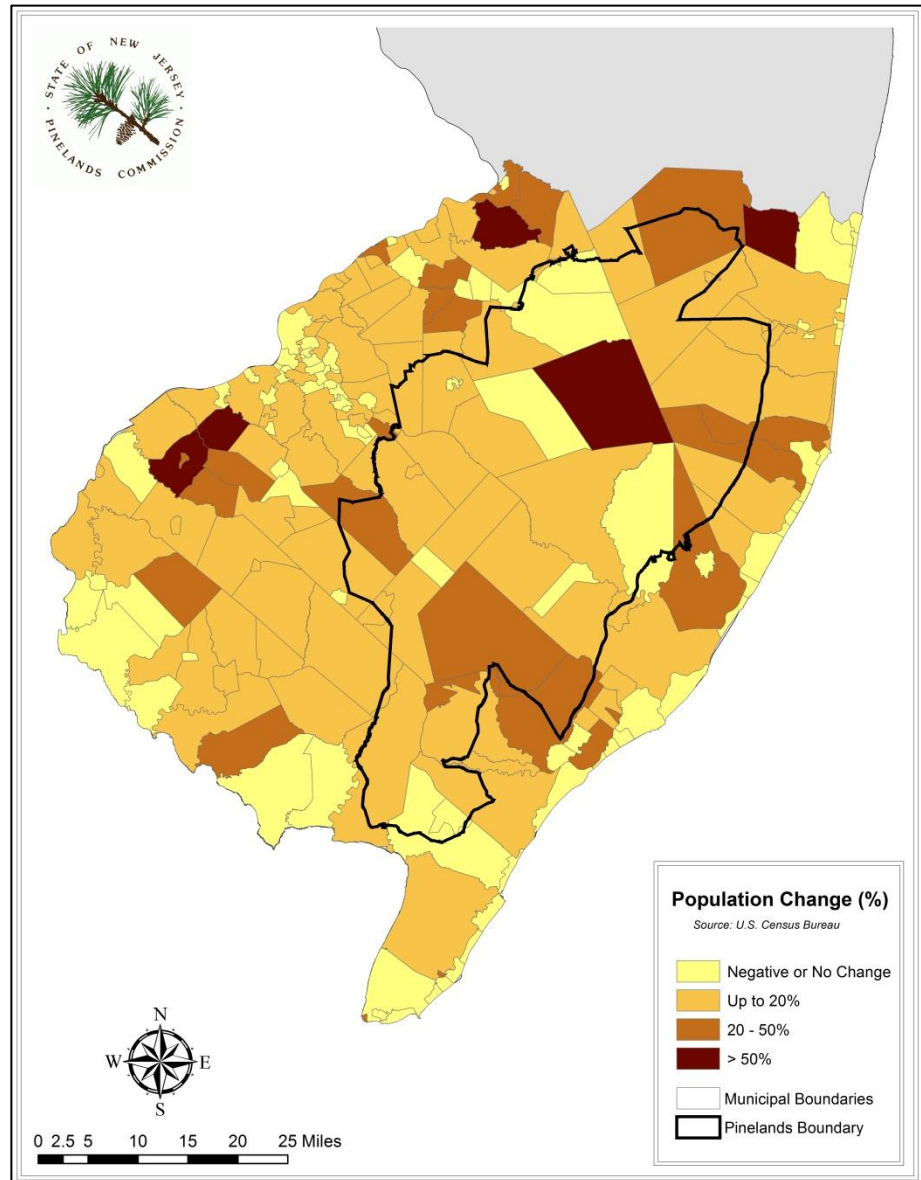 STATE OF NEW JERSEY
PINELANDS COMMISSION
Population Change (%)
Source: U.S. Census Bureau
Negative or No Change
Up to 20%
20 - 50%
> 50%
Municipal Boundaries
Pinelands Boundary
N
W E
S
0 2.5 5 10 15 20 25 Miles